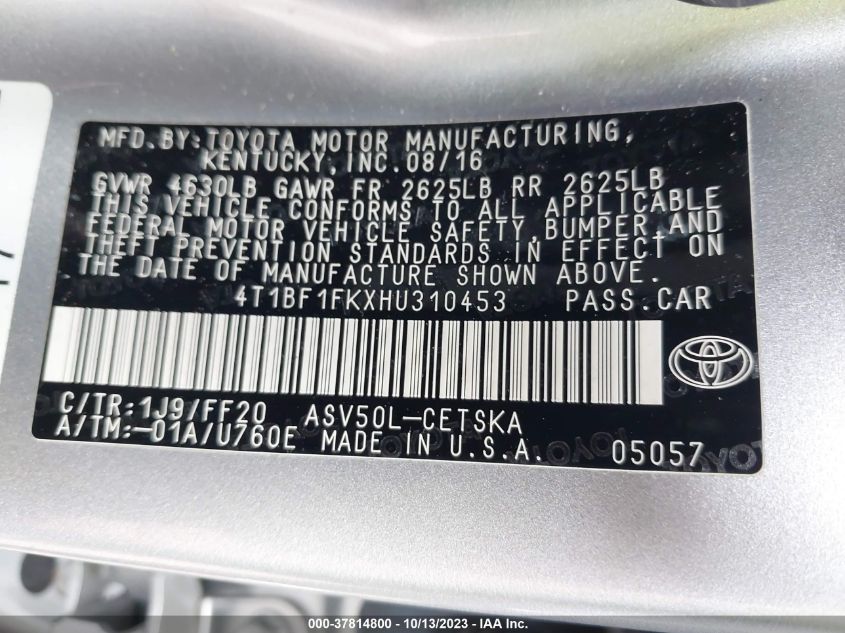 MFD.BY:TOYOTA MOTOR MANUFACTURING,
KENTUCKY,INC.08/16
GVWR 4630LB GAWR FR 2625LB RR 2625LB
THIS VEHICLE CONFORMS TO ALL APPLICABLE
FEDERAL MOTOR VEHICLE SAFETY,BUMPER,AND
THEFT PREVENTION STANDARDS IN EFFECT ON
THE DATE OF MANUFACTURE SHOWN ABOVE.
4T1BF1FKXHU310453 PASS.CAR
C/TR:1J9/FF20 ASV50L-CETSKA
A/TM:-01A/U760E MADE IN U.S.A. 05057
000-37814800 - 10/13/2023 - IAA Inc.